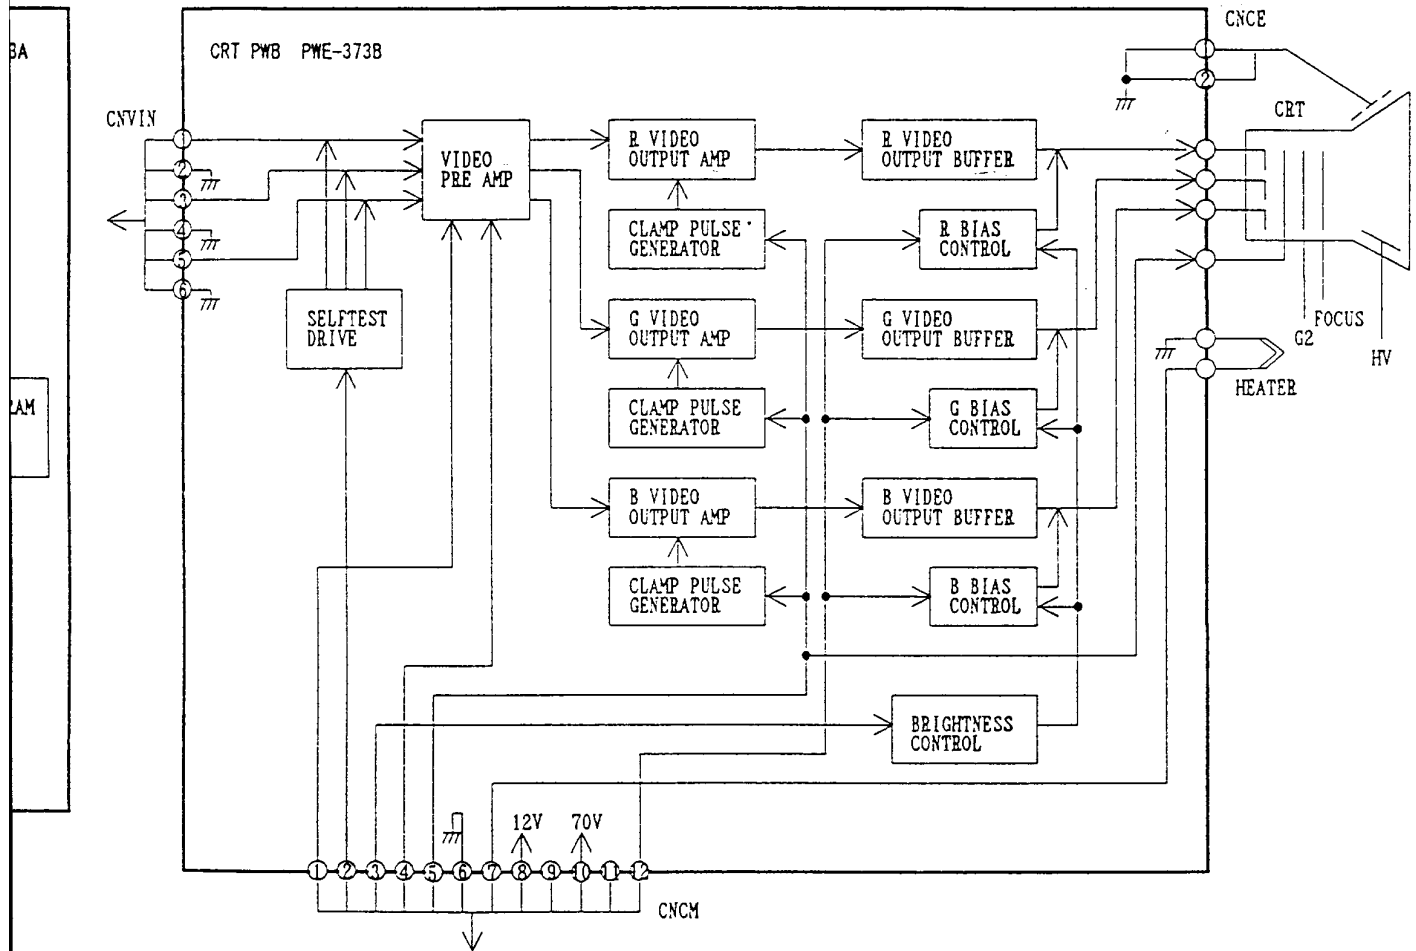 CNCE
3A
CRT PWB PWE-373B
1
2
CNVIN
CRT
1
2
3
4
5
6
VIDEO
PRE AMP
R VIDEO
OUTPUT AMP
R VIDEO
OUTPUT BUFFER
CLAMP PULSE
GENERATOR
R BIAS
CONTROL
SELFTEST
DRIVE
G VIDEO
OUTPUT AMP
G VIDEO
OUTPUT BUFFER
FOCUS
G2
HV
HEATER
RAM
CLAMP PULSE
GENERATOR
G BIAS
CONTROL
B VIDEO
OUTPUT AMP
B VIDEO
OUTPUT BUFFER
CLAMP PULSE
GENERATOR
B BIAS
CONTROL
BRIGHTNESS
CONTROL
12V
70V
1 2 3 4 5 6 7 8 9 10 11 12
CNCM